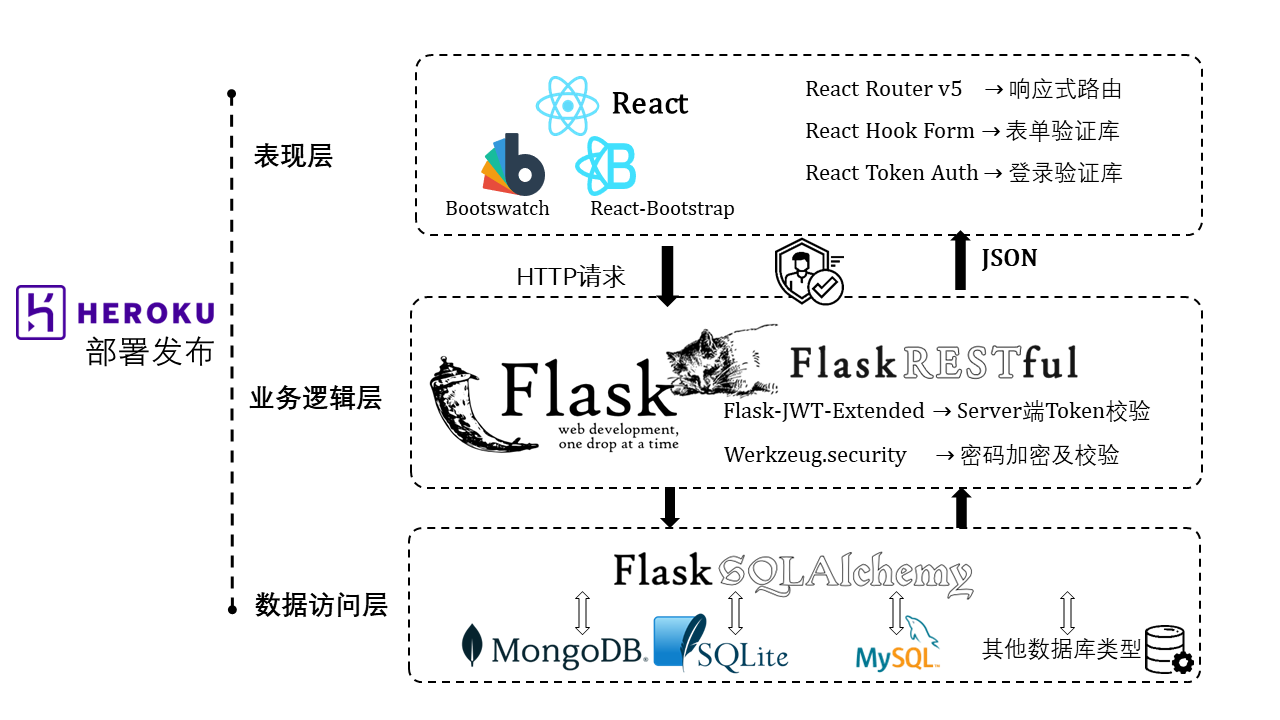 React
React Router v5 → 响应式路由
React Hook Form → 表单验证库
React Token Auth → 登录验证库
Bootswatch
React-Bootstrap
表现层
HTTP请求
JSON
HEROKU
部署发布
业务逻辑层
Flask
web development,
one drop at a time
Flask RESTful
Flask-JWT-Extended → Server端Token校验
Werkzeug.security → 密码加密及校验
数据访问层
Flask SQLAlchemy
MongoDB®
SQLite
MySQL™
其他数据库类型